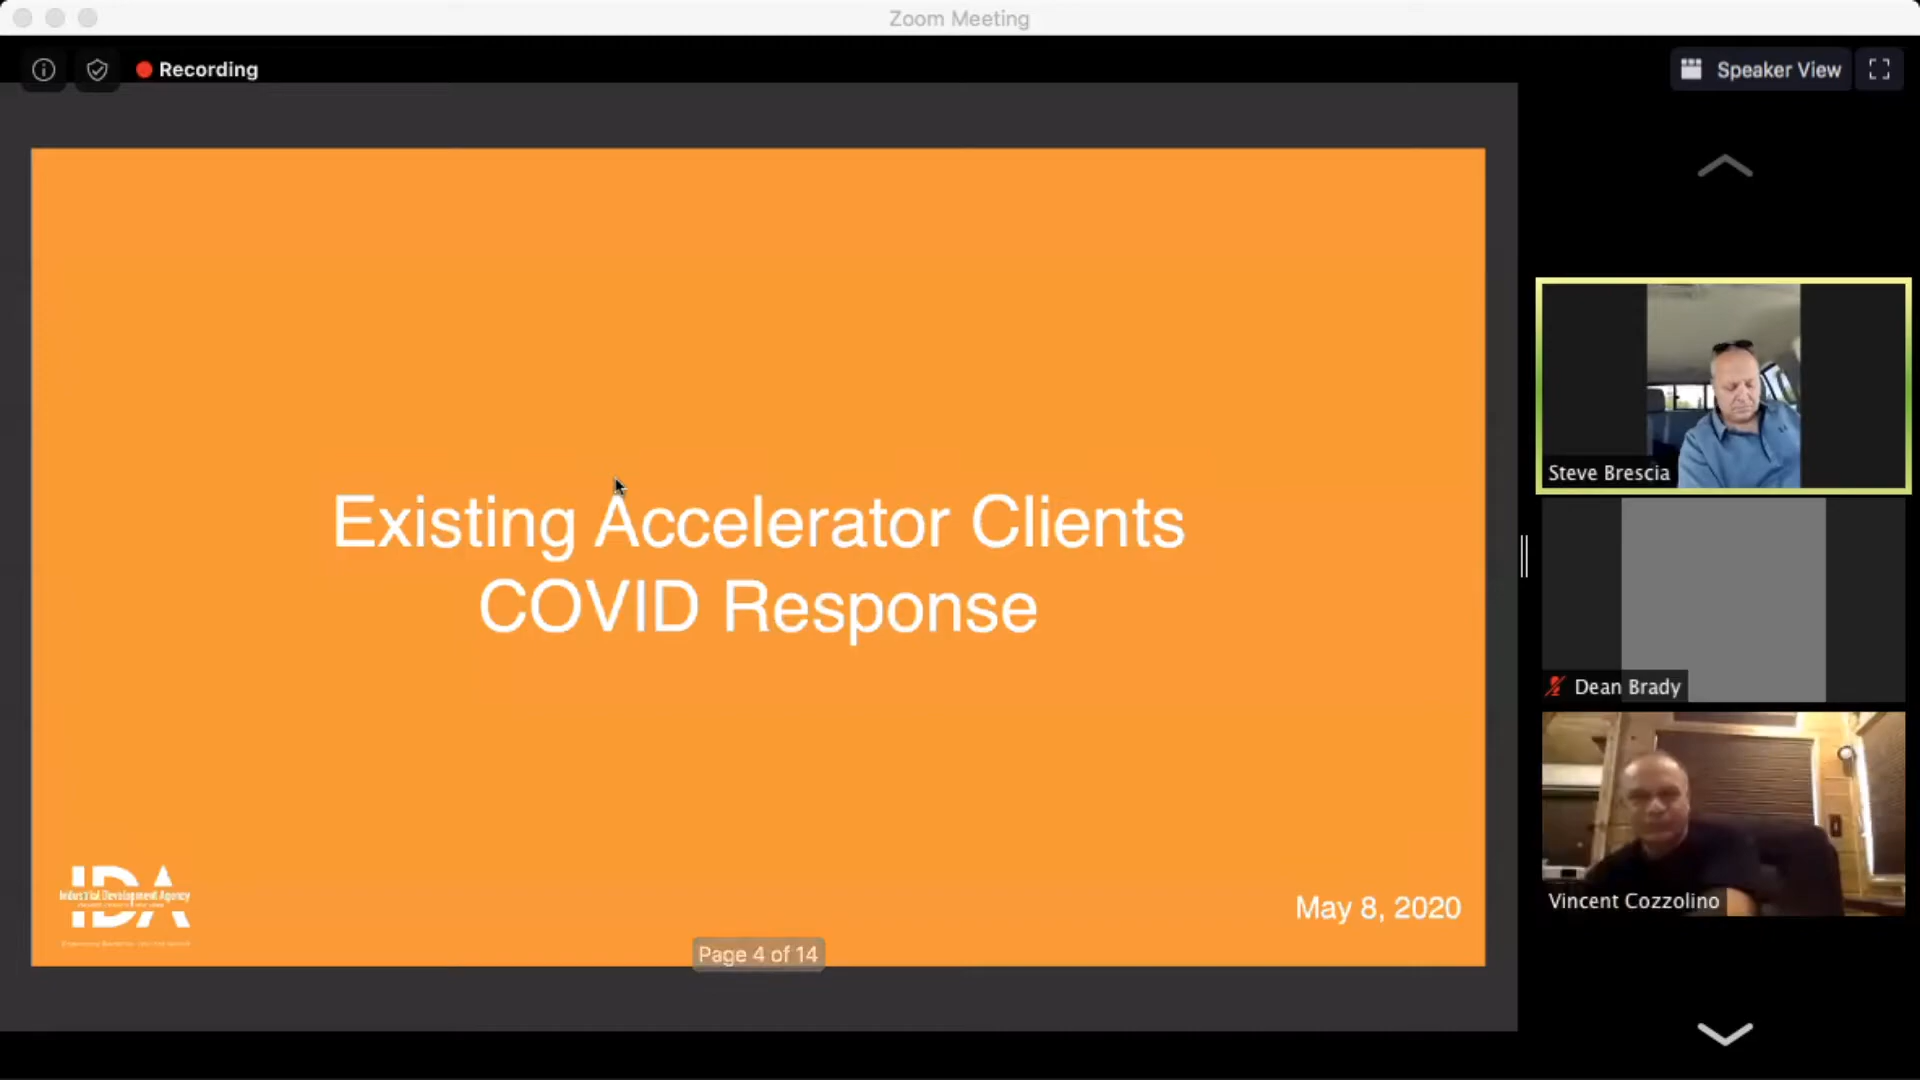 Zoom Meeting
Recording
Speaker View
Existing Accelerator Clients
COVID Response
IDA
Industrial Development Agency
May 8, 2020
Page 4 of 14
Steve Brescia
Dean Brady
Vincent Cozzolino